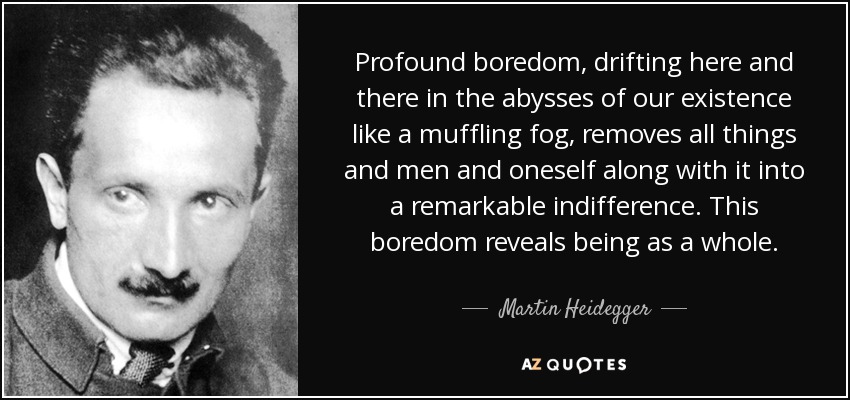 Profound boredom, drifting here and
there in the abysses of our existence
like a muffling fog, removes all things
and men and oneself along with it into
a remarkable indifference. This
boredom reveals being as a whole.
Martin Heidegger
AZ QUOTES